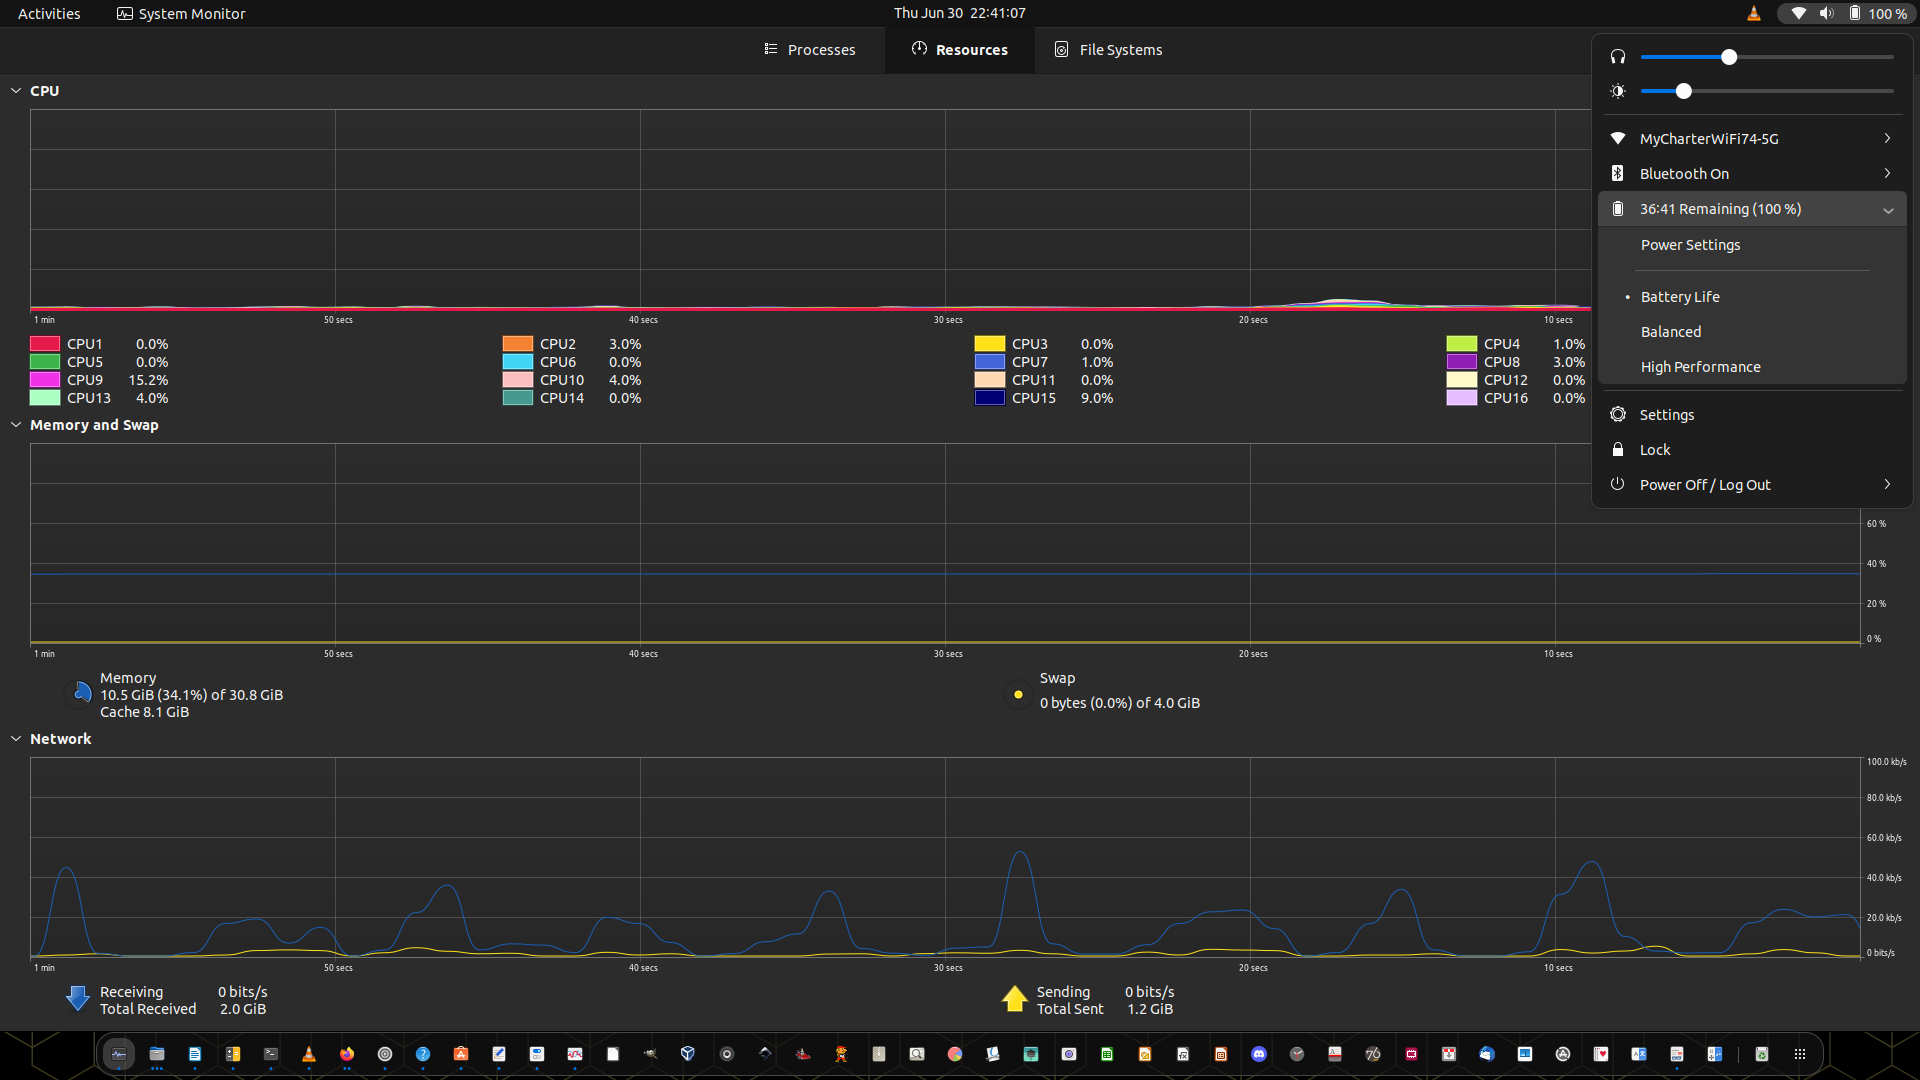 Activities
System Monitor
Thu Jun 30 22:41:07
100 %
Processes
Resources
File Systems
CPU
1 min
50 secs
40 secs
30 secs
20 secs
10 secs
CPU1 0.0%
CPU2 3.0%
CPU3 0.0%
CPU4 1.0%
CPU5 0.0%
CPU6 0.0%
CPU7 1.0%
CPU8 3.0%
CPU9 15.2%
CPU10 4.0%
CPU11 0.0%
CPU12 0.0%
CPU13 4.0%
CPU14 0.0%
CPU15 9.0%
CPU16 0.0%
MyCharterWiFi74-5G
Bluetooth On
36:41 Remaining (100 %)
Power Settings
Battery Life
Balanced
High Performance
Settings
Lock
Power Off / Log Out
Memory and Swap
60 %
40 %
20 %
0 %
1 min
50 secs
40 secs
30 secs
20 secs
10 secs
Memory
10.5 GiB (34.1%) of 30.8 GiB
Cache 8.1 GiB
Swap
0 bytes (0.0%) of 4.0 GiB
Network
100.0 kb/s
80.0 kb/s
60.0 kb/s
40.0 kb/s
20.0 kb/s
0 bits/s
1 min
50 secs
40 secs
30 secs
20 secs
10 secs
Receiving 0 bits/s
Total Received 2.0 GiB
Sending 0 bits/s
Total Sent 1.2 GiB